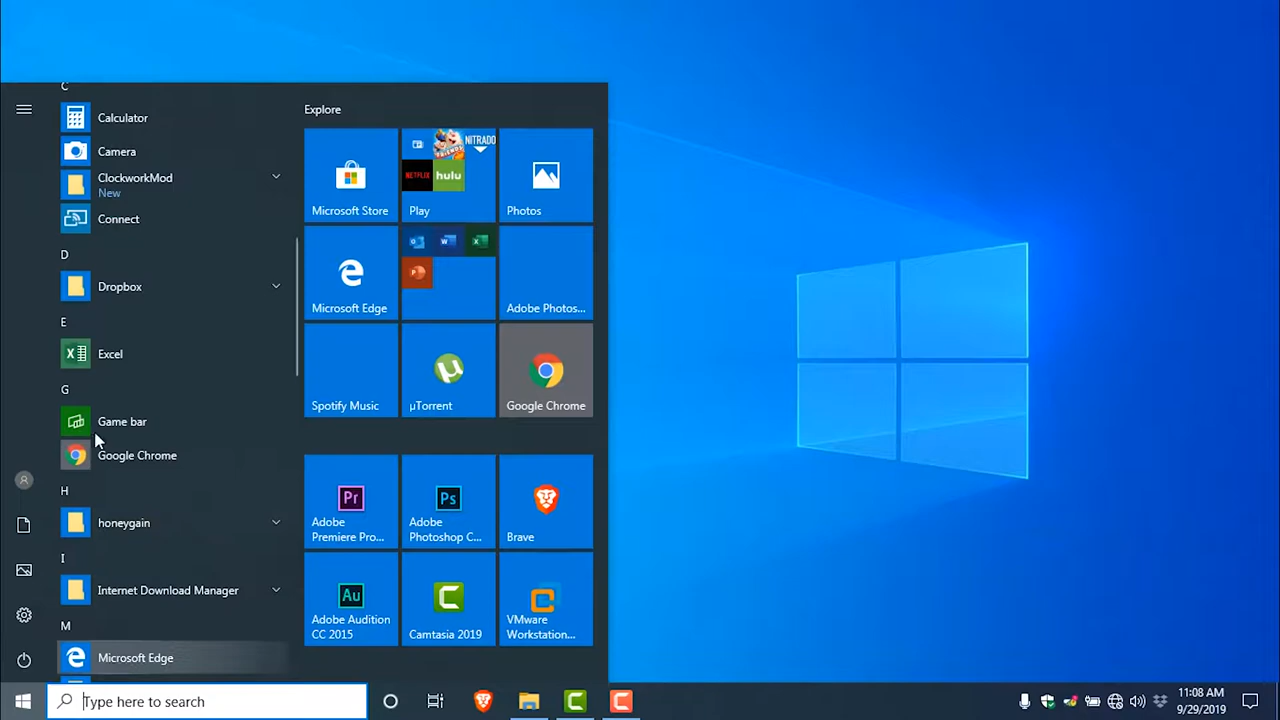 C
Calculator
Camera
ClockworkMod
New
Connect
D
Dropbox
E
Excel
G
Game bar
Google Chrome
H
honeygain
I
Internet Download Manager
M
Microsoft Edge
Explore
Microsoft Store
FRIENDS
NITRADO
NETFLIX
hulu
Play
Photos
Microsoft Edge
Adobe Photos...
Spotify Music
µTorrent
Google Chrome
Pr
Adobe
Premiere Pro...
Ps
Adobe
Photoshop C...
Brave
Au
Adobe Audition
CC 2015
Camtasia 2019
VMware
Workstation...
Type here to search
11:08 AM
9/29/2019